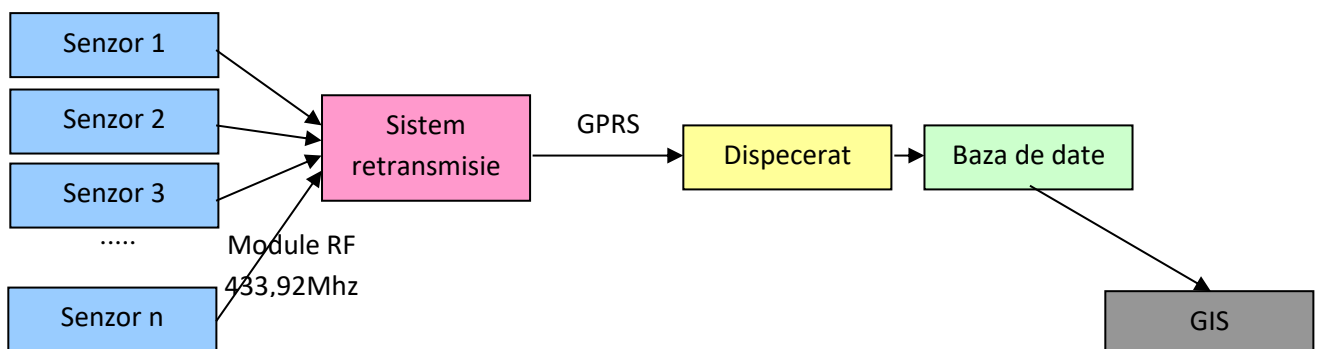 Senzor 1
Senzor 2
Senzor 3
.....
Senzor n
Module RF
433,92Mhz
Sistem
retransmisie
GPRS
Dispecerat
Baza de date
GIS